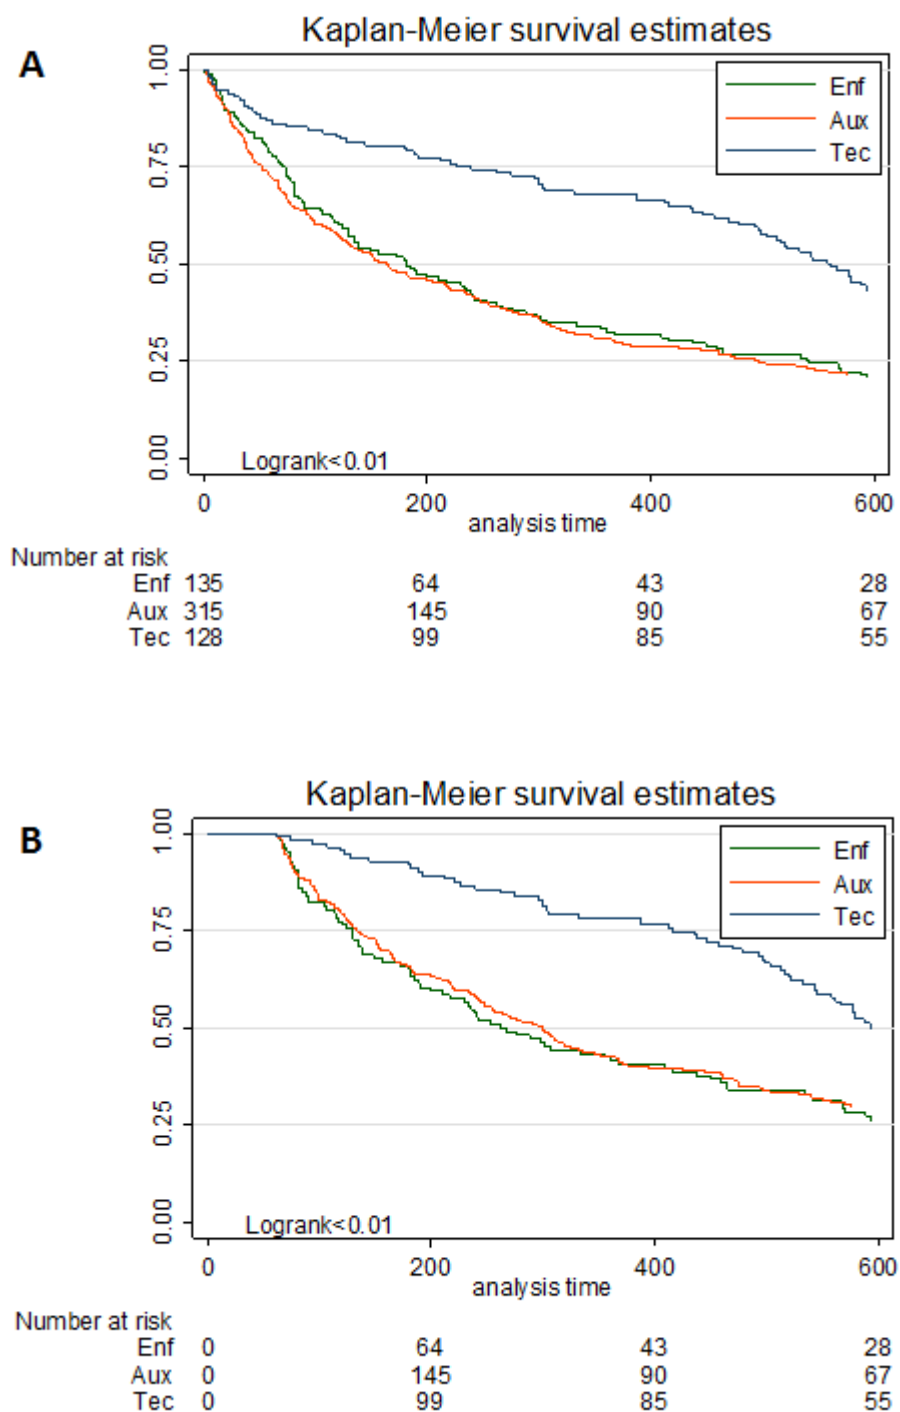 Kaplan-Meier survival estimates
A
1.00
0.75
0.50
0.25
0.00
Enf
Aux
Tec
Logrank<0.01
0 200 400 600
analysis time
Number at risk
Enf 135 64 43 28
Aux 315 145 90 67
Tec 128 99 85 55
Kaplan-Meier survival estimates
B
1.00
0.75
0.50
0.25
0.00
Enf
Aux
Tec
Logrank<0.01
0 200 400 600
analysis time
Number at risk
Enf 0 64 43 28
Aux 0 145 90 67
Tec 0 99 85 55